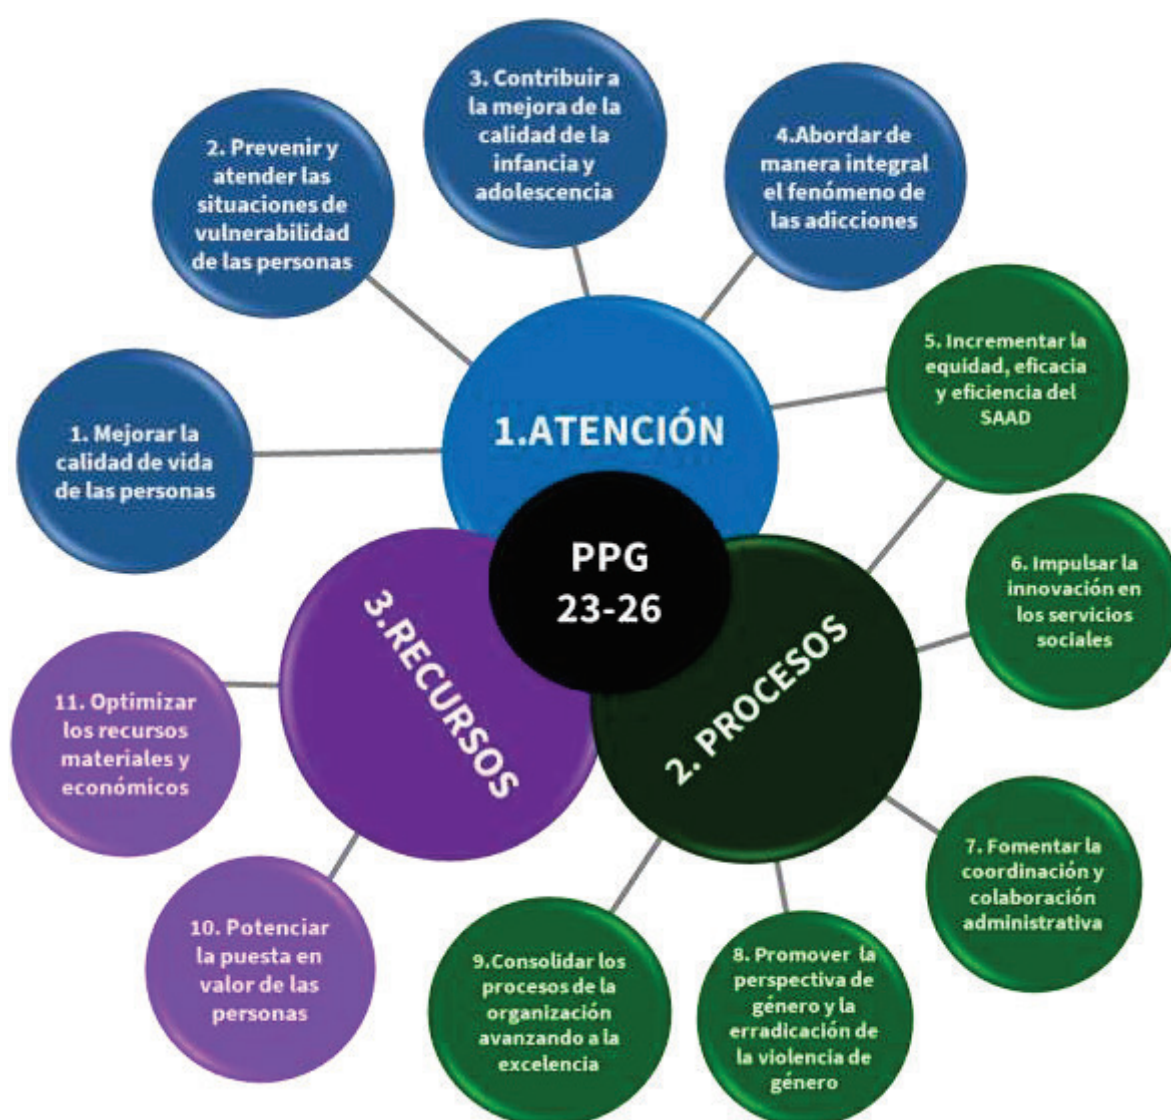 3. Contribuir a
la mejora de la
calidad de la
infancia y
adolescencia
4.Abordar de
manera integral
el fenómeno de
las adicciones
2. Prevenir y
atender las
situaciones de
vulnerabilidad
de las personas
5. Incrementar la
equidad, eficacia
y eficiencia del
SAAD
1.ATENCIÓN
1. Mejorar la
calidad de vida
de las personas
PPG
23-26
6. Impulsar la
innovación en
los servicios
sociales
3.RECURSOS
2. PROCESOS
11. Optimizar
los recursos
materiales y
económicos
7. Fomentar la
coordinación y
colaboración
administrativa
10. Potenciar
la puesta en
valor de las
personas
9.Consolidar los
procesos de la
organización
avanzando a la
excelencia
8. Promover la
perspectiva de
género y la
erradicación de
la violencia de
género